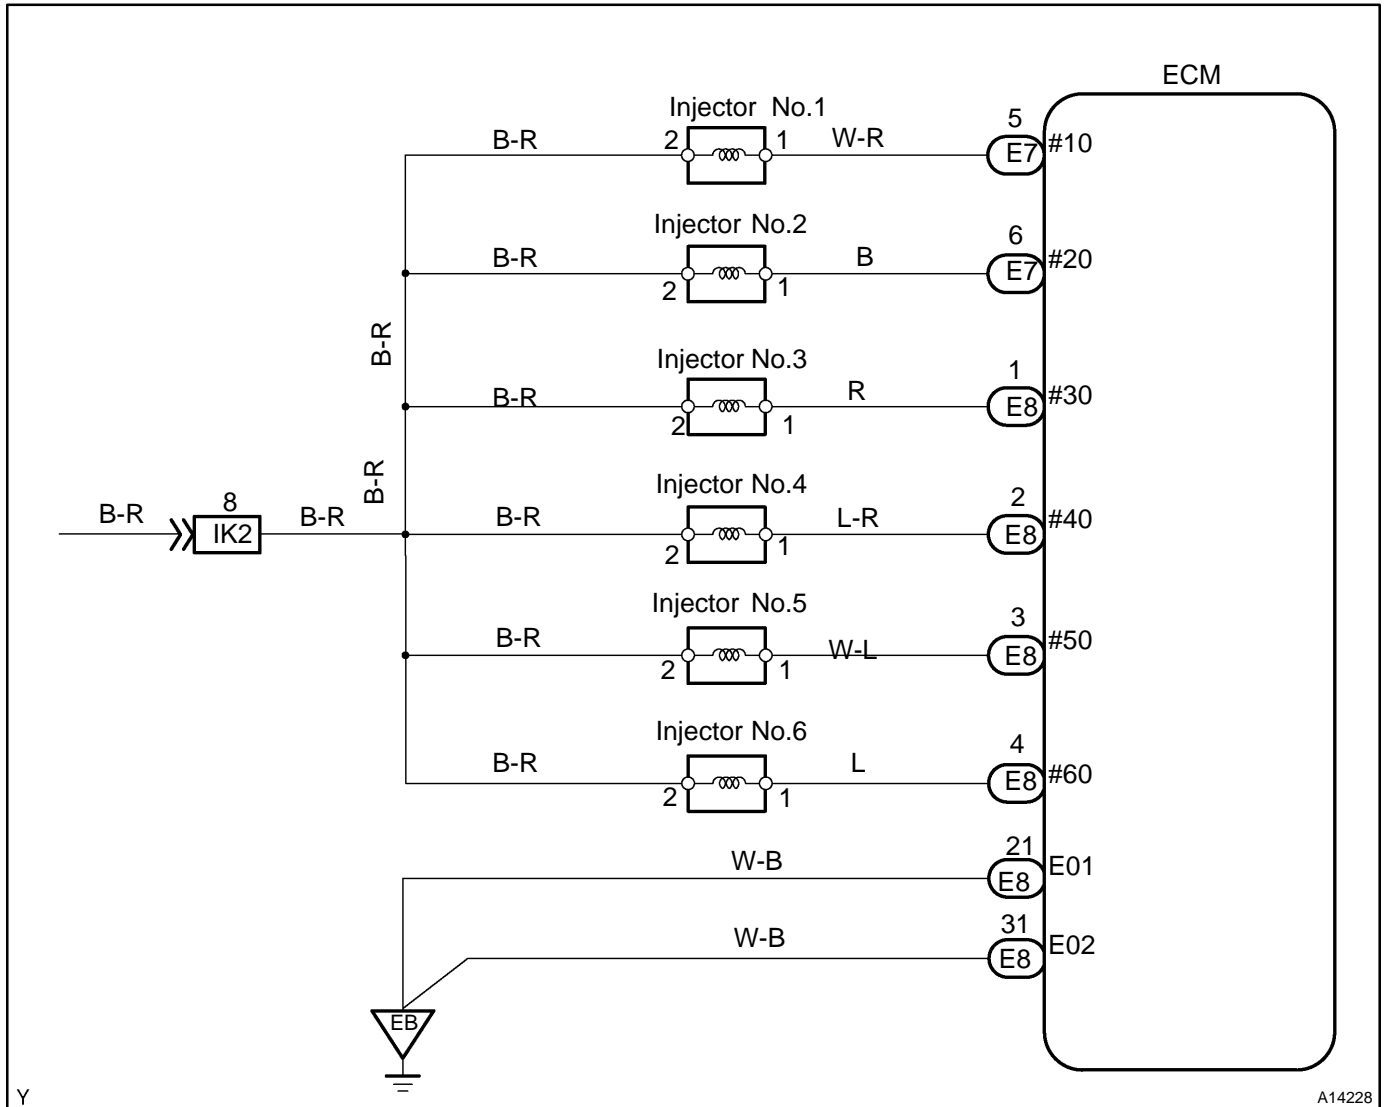 ECM
Injector No.1
B-R 2 1 W-R 5 E7 #10
Injector No.2
B-R 2 1 B 6 E7 #20
B-R
Injector No.3
B-R 2 1 R 1 E8 #30
B-R
Injector No.4
B-R 8 IK2 B-R B-R 2 1 L-R 2 E8 #40
Injector No.5
B-R 2 1 W-L 3 E8 #50
Injector No.6
B-R 2 1 L 4 E8 #60
W-B 21 E8 E01
W-B 31 E8 E02
EB
Y
A14228